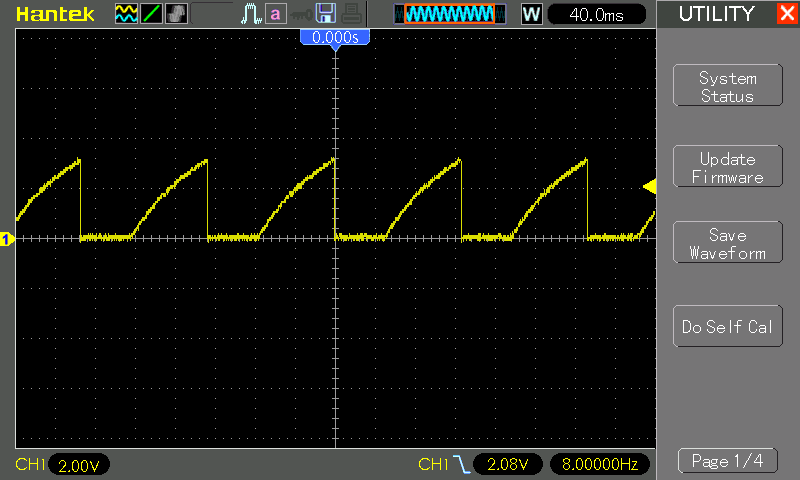 Hantek
a
W
40.0ms
UTILITY
X
0.000s
System
Status
Update
Firmware
Save
Waveform
Do Self Cal
1
CH1 2.00V
CH1 2.08V 8.00000Hz
Page 1/4